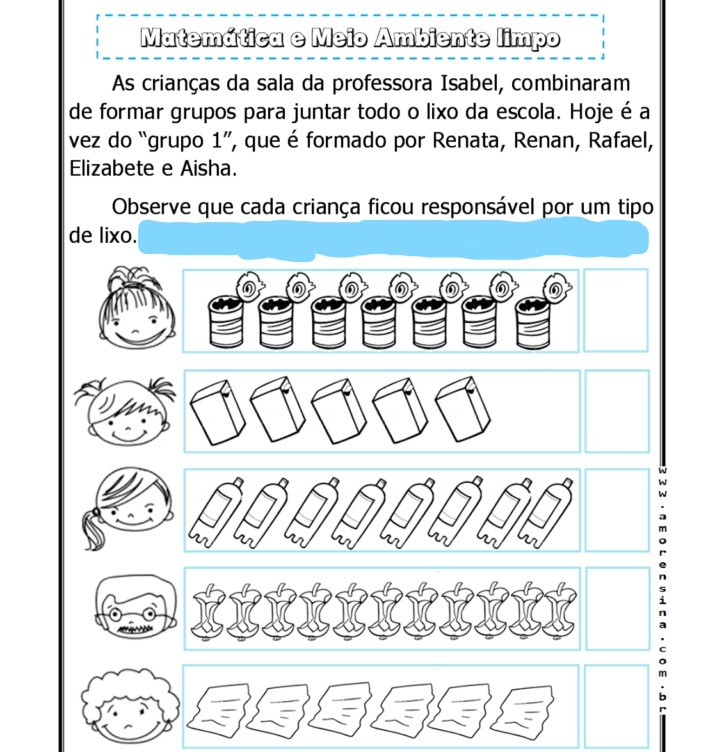 Matemática e Meio Ambiente limpo
As crianças da sala da professora Isabel, combinaram
de formar grupos para juntar todo o lixo da escola. Hoje é a
vez do “grupo 1”, que é formado por Renata, Renan, Rafael,
Elizabete e Aisha.
Observe que cada criança ficou responsável por um tipo
de lixo.
www.amorensina.com.br